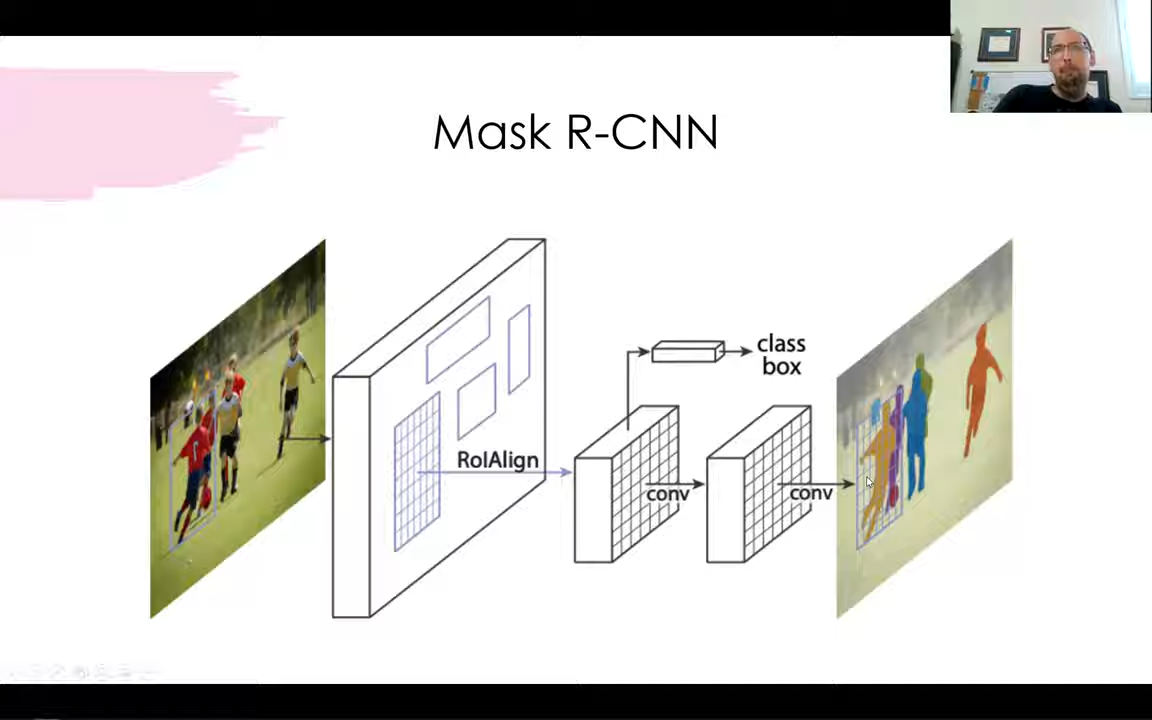 Mask R-CNN
class
box
RoIAlign
conv
conv